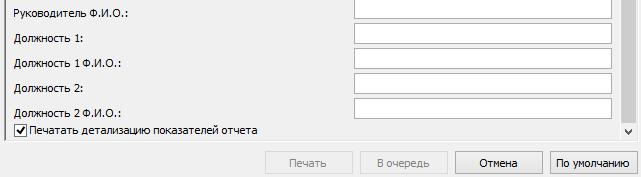 Руководитель Ф.И.О.:
Должность 1:
Должность 1 Ф.И.О.:
Должность 2:
Должность 2 Ф.И.О.:
Печатать детализацию показателей отчета
Печать В очередь Отмена По умолчанию